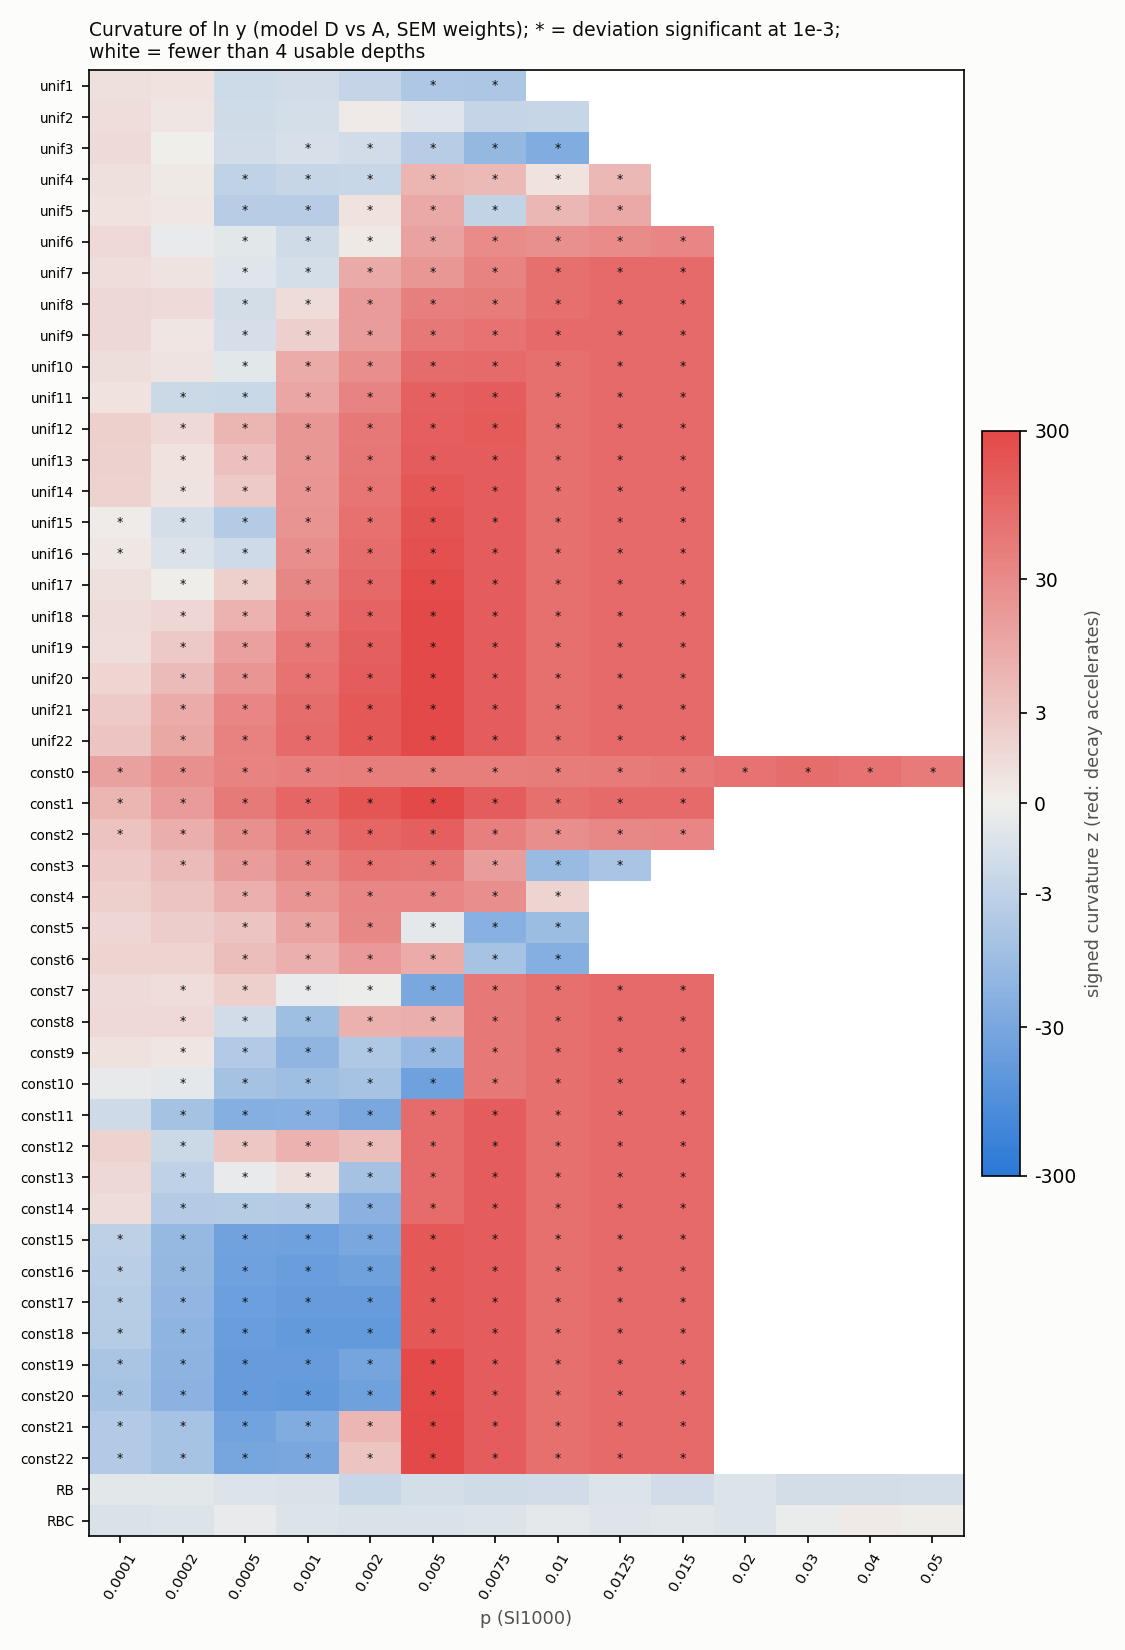 Curvature of ln y (model D vs A, SEM weights); * = deviation significant at 1e-3;
white = fewer than 4 usable depths
unif1
unif2
unif3
unif4
unif5
unif6
unif7
unif8
unif9
unif10
unif11
unif12
unif13
unif14
unif15
unif16
unif17
unif18
unif19
unif20
unif21
unif22
const0
const1
const2
const3
const4
const5
const6
const7
const8
const9
const10
const11
const12
const13
const14
const15
const16
const17
const18
const19
const20
const21
const22
RB
RBC
0.0001
0.0002
0.0005
0.001
0.002
0.005
0.0075
0.01
0.0125
0.015
0.02
0.03
0.04
0.05
p (SI1000)
300
30
3
0
-3
-30
-300
signed curvature z (red: decay accelerates)